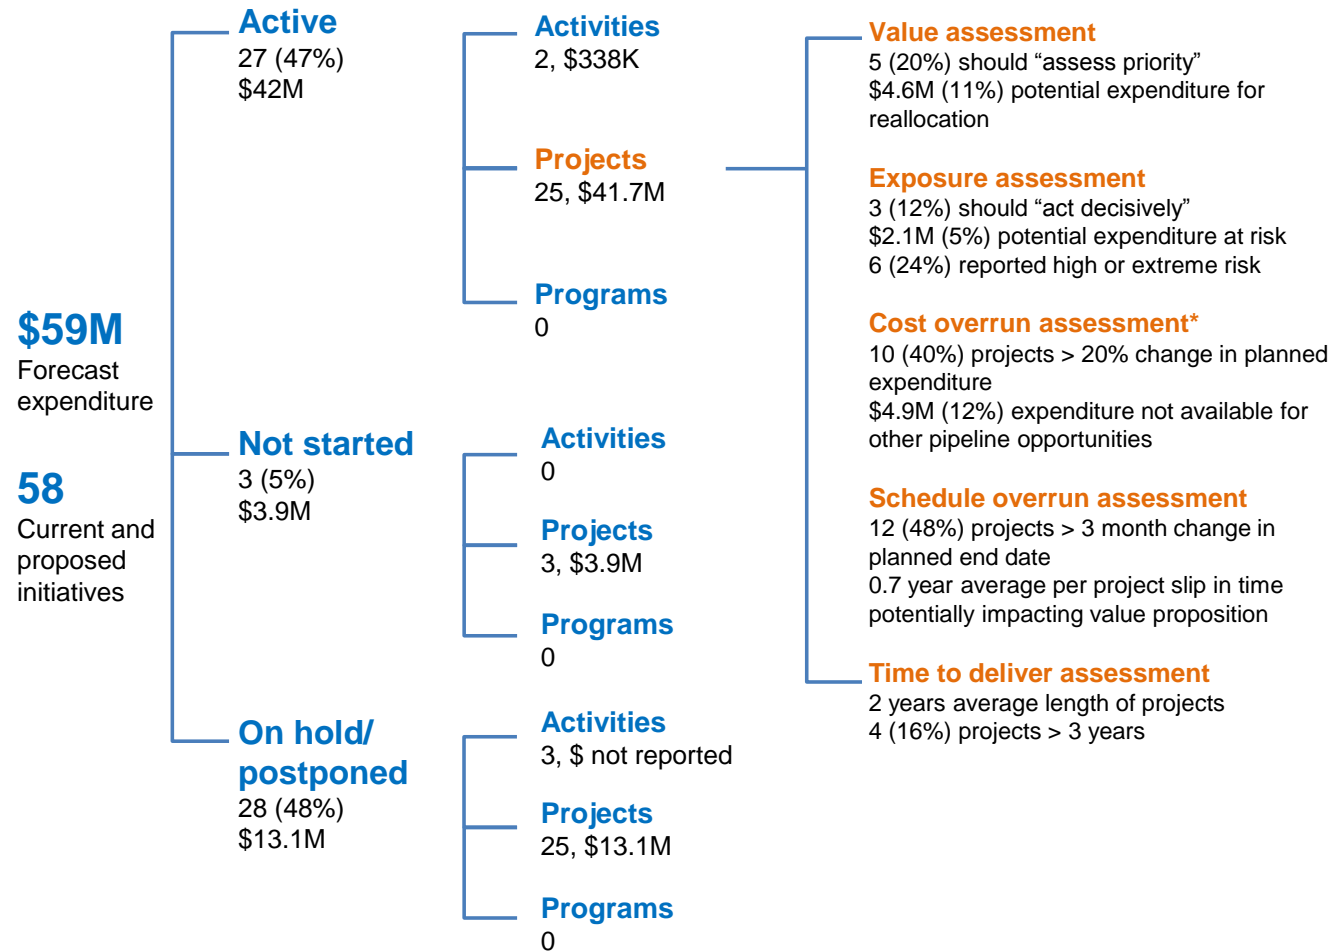 $59M
Forecast
expenditure
58
Current and
proposed
initiatives
Active
27 (47%)
$42M
Activities
2, $338K
Projects
25, $41.7M
Programs
0
Not started
3 (5%)
$3.9M
Activities
0
Projects
3, $3.9M
Programs
0
On hold/
postponed
28 (48%)
$13.1M
Activities
3, $ not reported
Projects
25, $13.1M
Programs
0
Value assessment
5 (20%) should “assess priority”
$4.6M (11%) potential expenditure for
reallocation
Exposure assessment
3 (12%) should “act decisively”
$2.1M (5%) potential expenditure at risk
6 (24%) reported high or extreme risk
Cost overrun assessment*
10 (40%) projects > 20% change in planned
expenditure
$4.9M (12%) expenditure not available for
other pipeline opportunities
Schedule overrun assessment
12 (48%) projects > 3 month change in
planned end date
0.7 year average per project slip in time
potentially impacting value proposition
Time to deliver assessment
2 years average length of projects
4 (16%) projects > 3 years